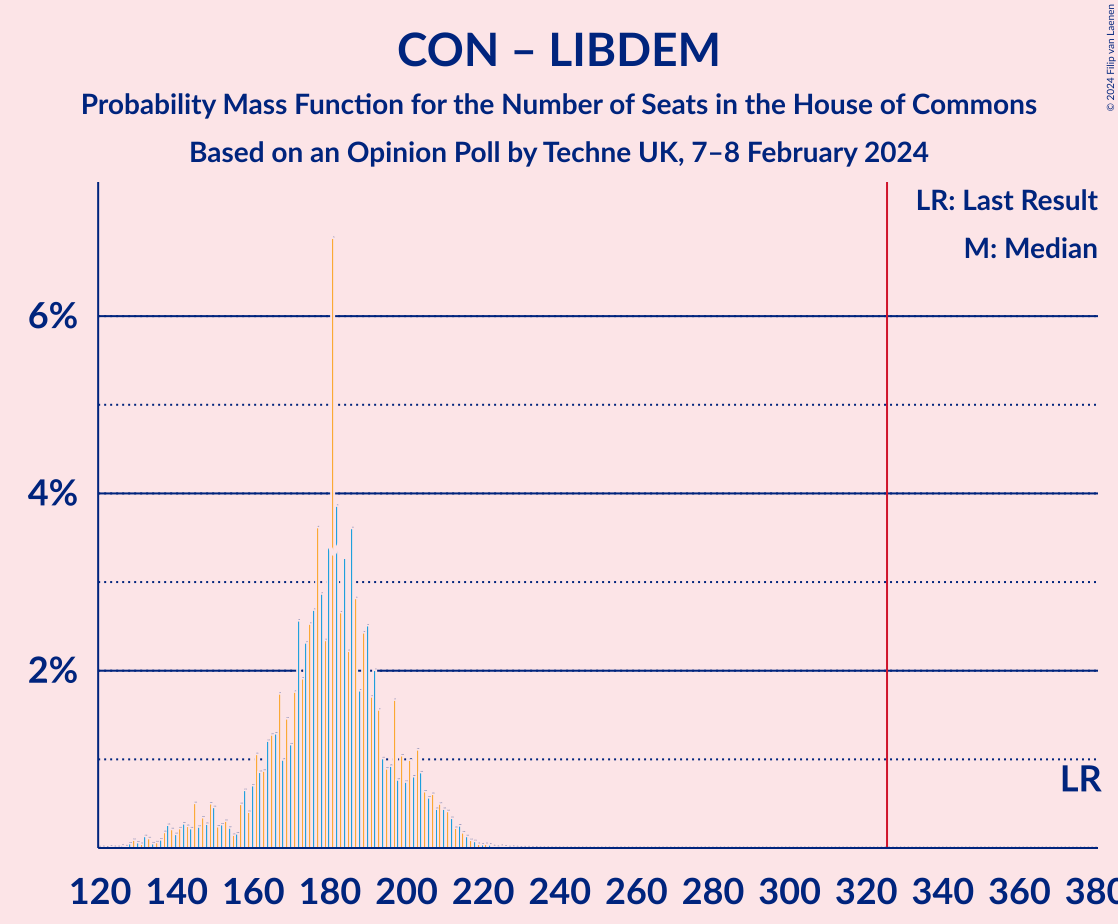 CON – LIBDEM
Probability Mass Function for the Number of Seats in the House of Commons
Based on an Opinion Poll by Techne UK, 7–8 February 2024
© 2024 Filip van Laenen
LR: Last Result
M: Median
6%
4%
2%
LR
120 140 160 180 200 220 240 260 280 300 320 340 360 380